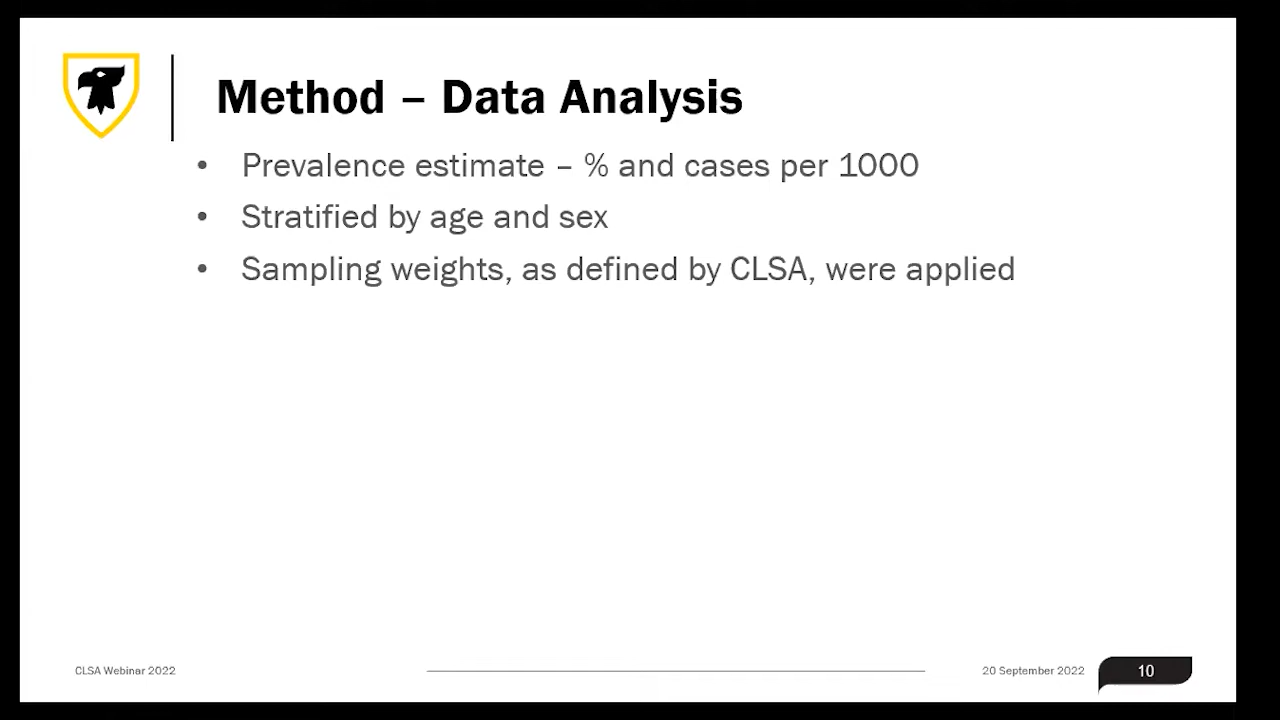 Method – Data Analysis
• Prevalence estimate – % and cases per 1000
• Stratified by age and sex
• Sampling weights, as defined by CLSA, were applied
CLSA Webinar 2022
20 September 2022
10